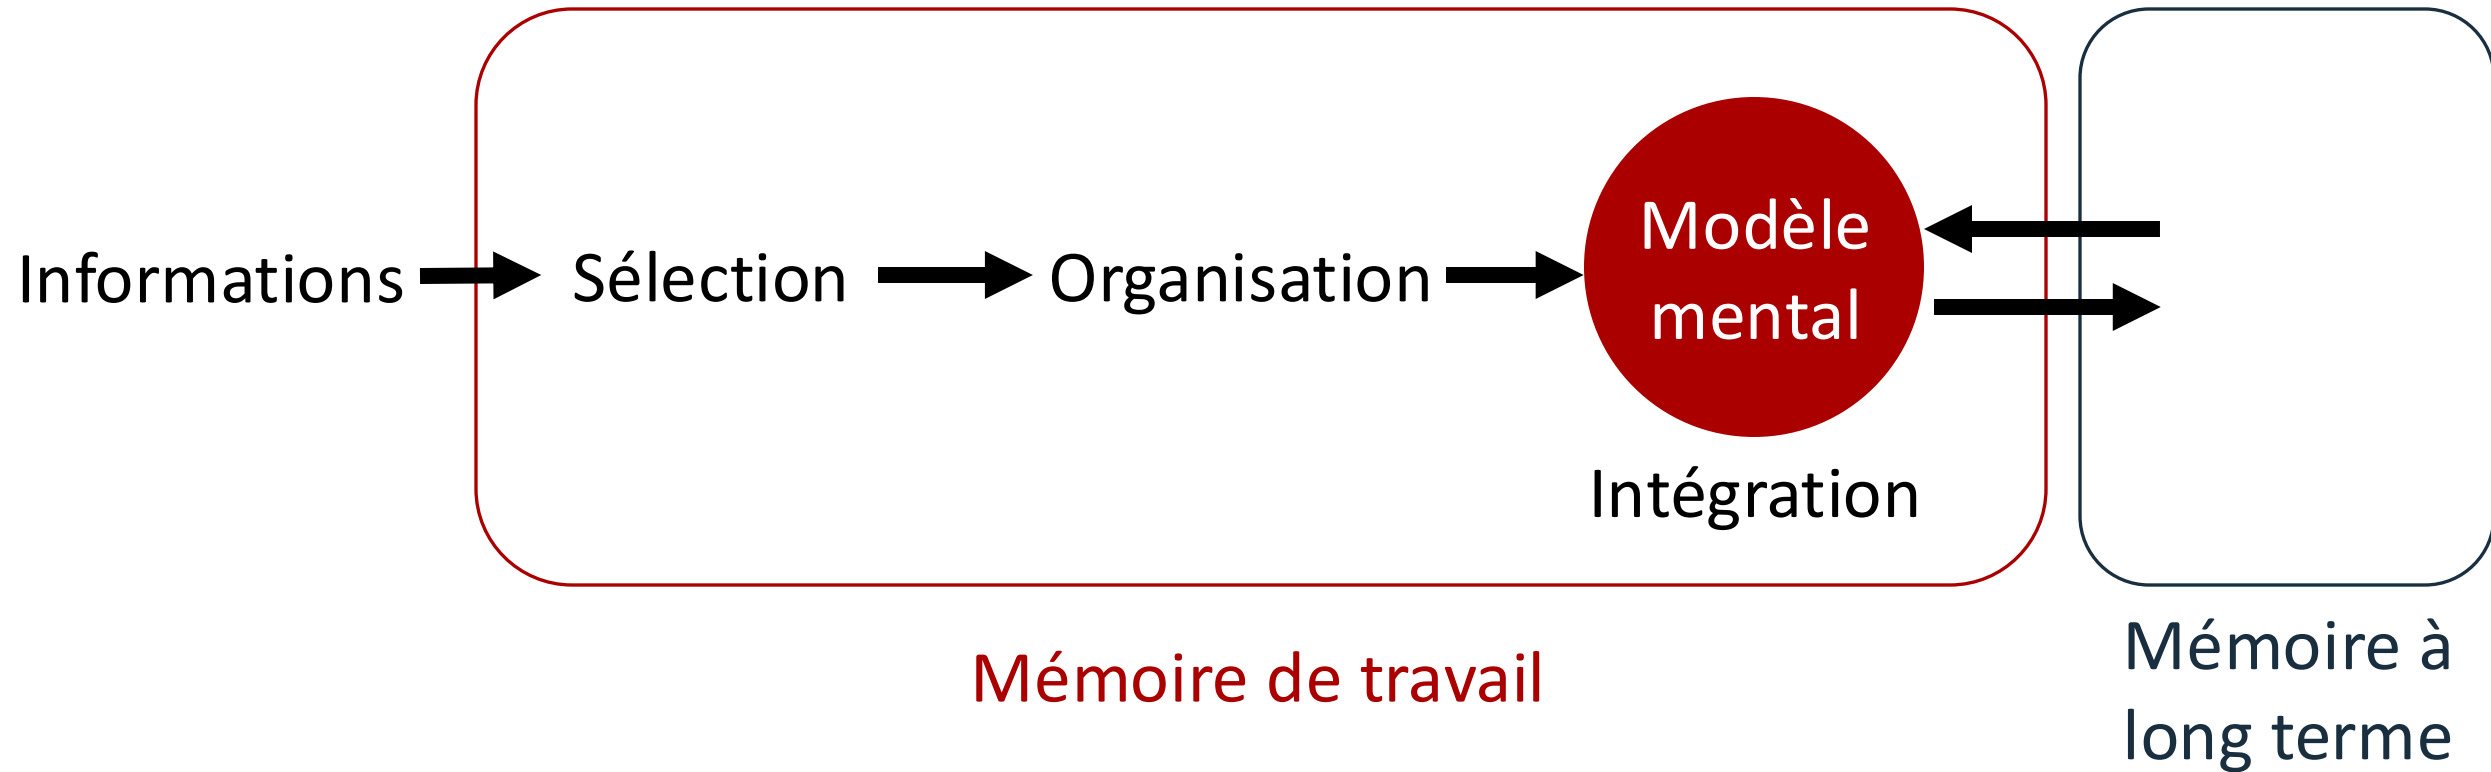 Informations
Sélection
Organisation
Modèle
mental
Intégration
Mémoire de travail
Mémoire à
long terme